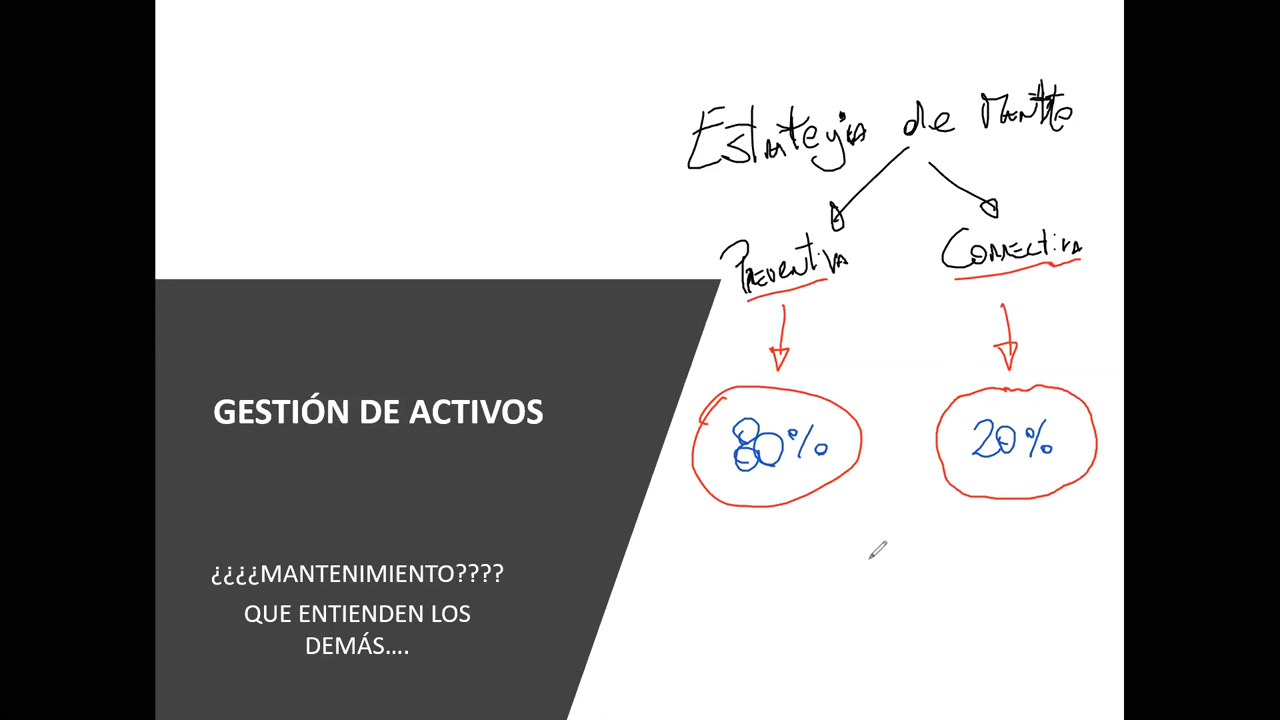 Estrategia de Mantto
Preventiva
Correctiva
80%
20%
GESTIÓN DE ACTIVOS
¿¿¿¿MANTENIMIENTO????
QUE ENTIENDEN LOS
DEMÁS....